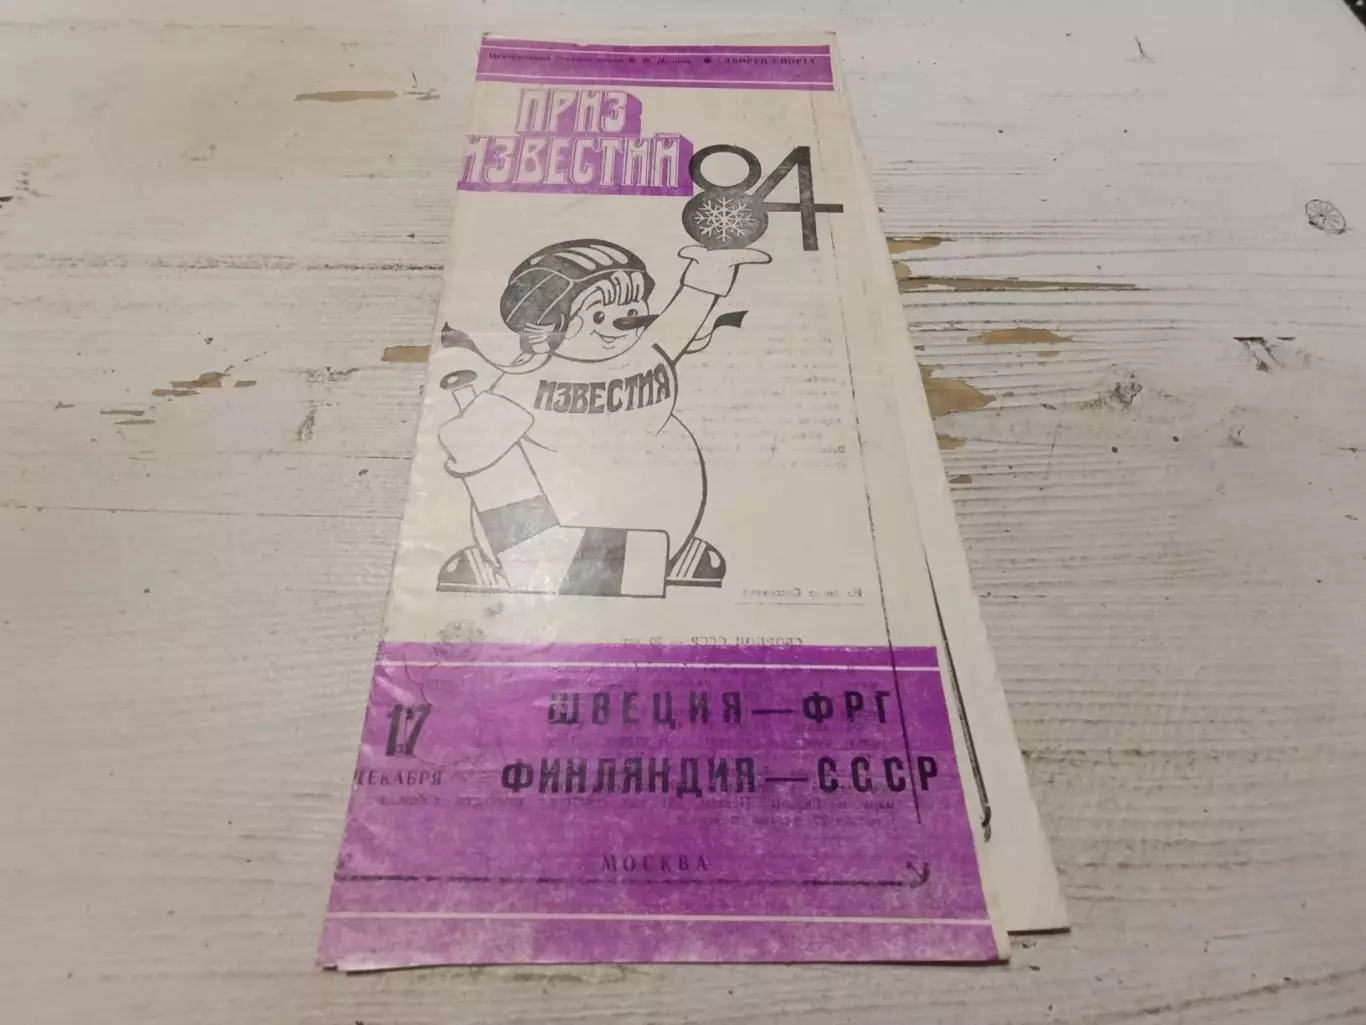 Центральный стадион имени В. И. Ленина ● ДВОРЕЦ СПОРТА
ПРИЗ
ИЗВЕСТИЙ
84
ИЗВЕСТИЯ
17
ДЕКАБРЯ
ШВЕЦИЯ — ФРГ
ФИНЛЯНДИЯ — СССР
МОСКВА